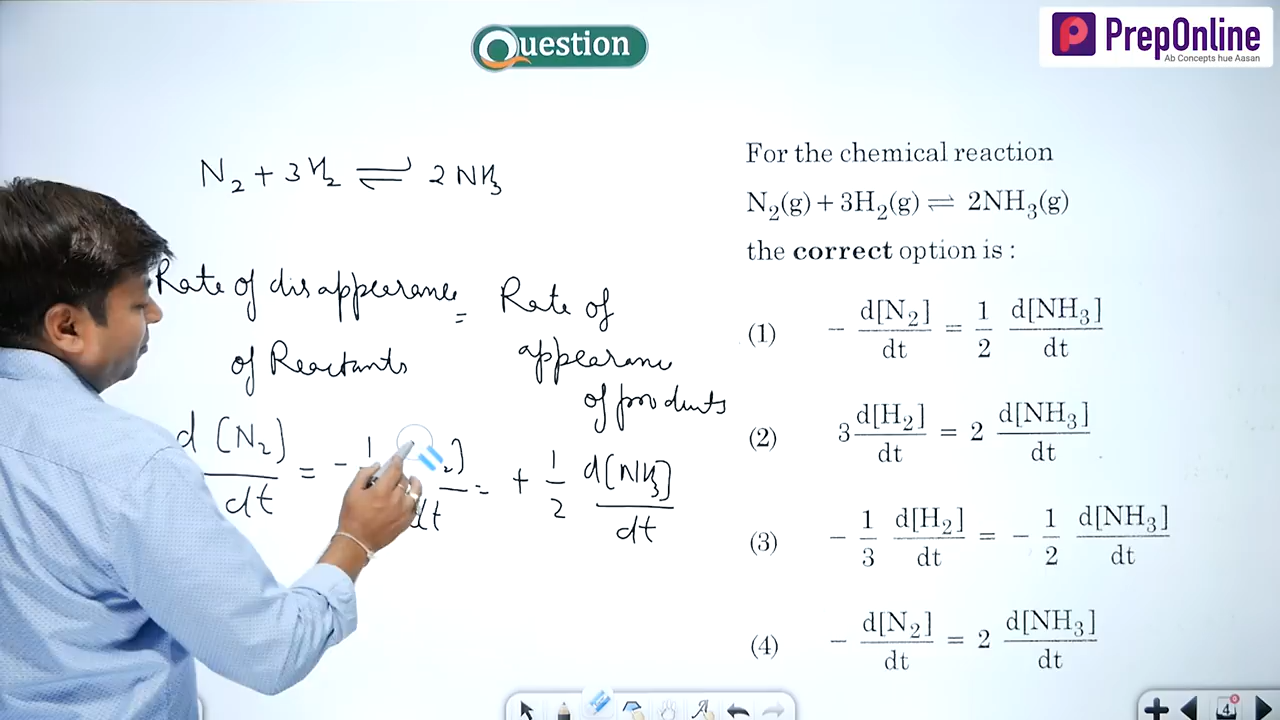 Question
PrepOnline
Ab Concepts hue Aasan
N₂ + 3H₂ ⇌ 2NH₃
Rate of disappearance = Rate of
of Reactants appearance
of products
d[N₂]/dt = - 1 ₂]/dt = + 1/2 d[NH₃]/dt
For the chemical reaction
N₂(g) + 3H₂(g) ⇌ 2NH₃(g)
the correct option is :
(1) - d[N₂]/dt = 1/2 d[NH₃]/dt
(2) 3 d[H₂]/dt = 2 d[NH₃]/dt
(3) - 1/3 d[H₂]/dt = - 1/2 d[NH₃]/dt
(4) - d[N₂]/dt = 2 d[NH₃]/dt
4
0